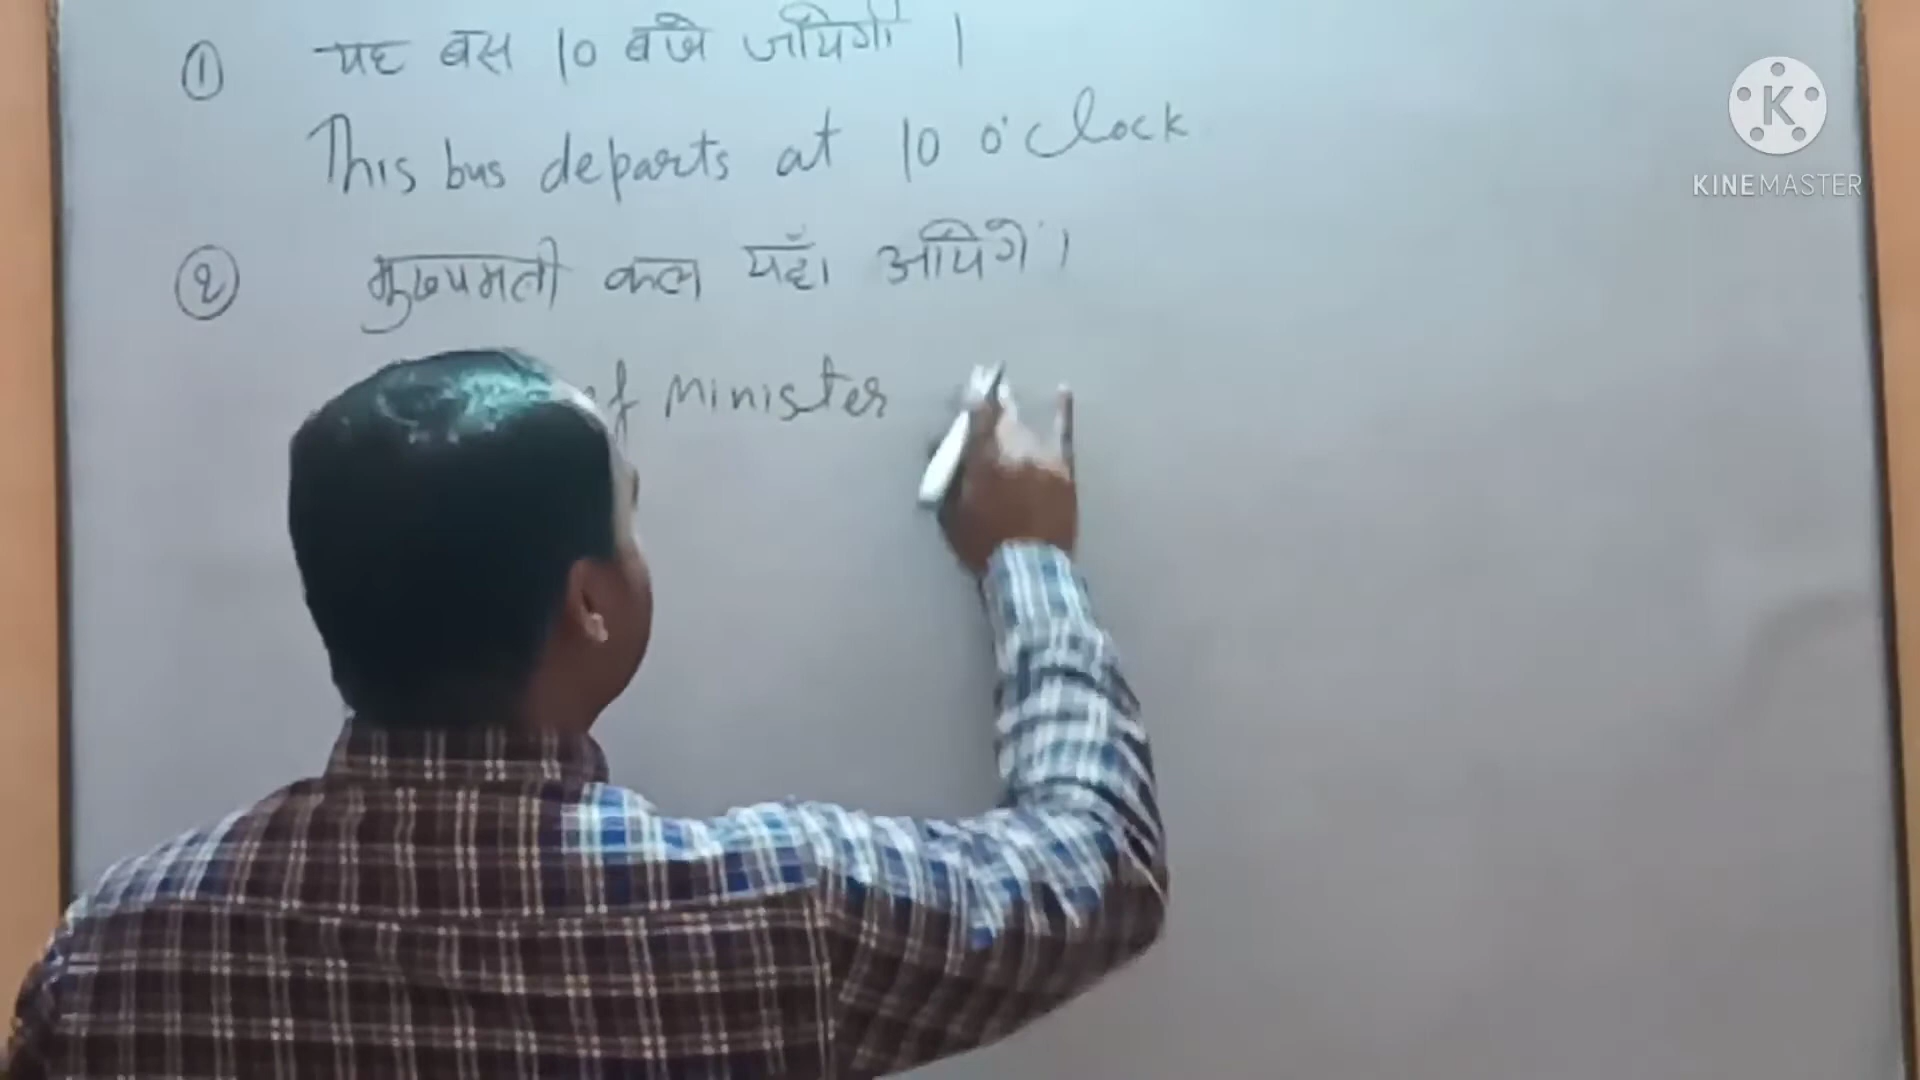 ① यह बस 10 बजे जायेगी ।
This bus departs at 10 o'clock
② मुख्यमंत्री कल यहाँ आयेंगे ।
Minister
K
KINEMASTER